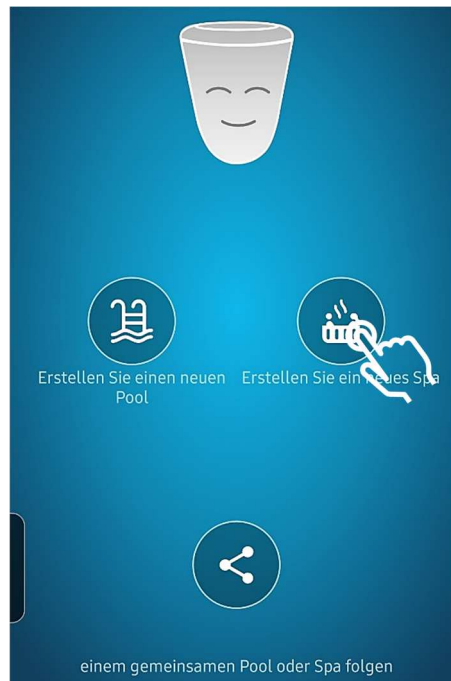 Erstellen Sie einen neuen
Pool
Erstellen Sie ein neues Spa
einem gemeinsamen Pool oder Spa folgen